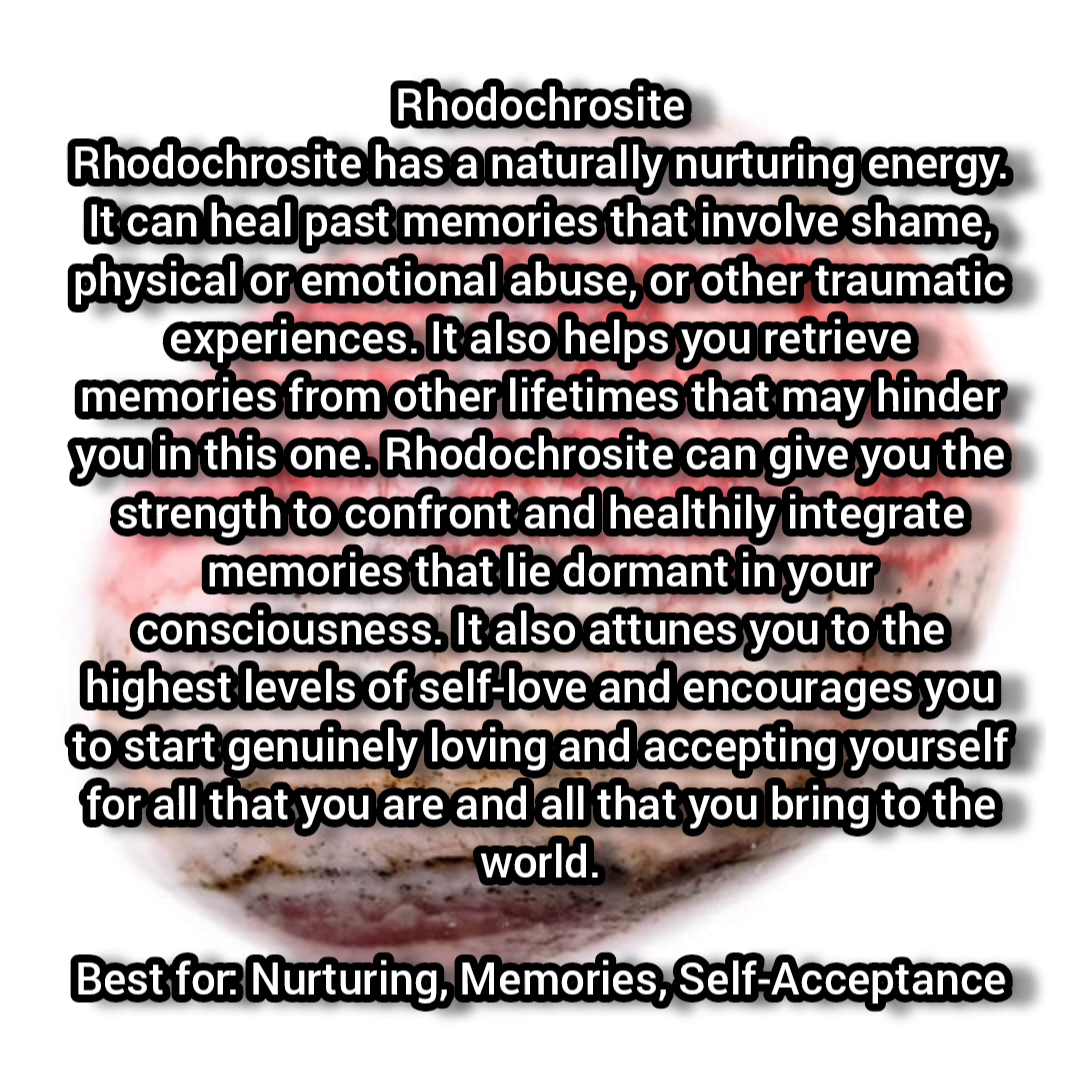 Rhodochrosite
Rhodochrosite has a naturally nurturing energy.
It can heal past memories that involve shame,
physical or emotional abuse, or other traumatic
experiences. It also helps you retrieve
memories from other lifetimes that may hinder
you in this one. Rhodochrosite can give you the
strength to confront and healthily integrate
memories that lie dormant in your
consciousness. It also attunes you to the
highest levels of self-love and encourages you
to start genuinely loving and accepting yourself
for all that you are and all that you bring to the
world.
Best for: Nurturing, Memories, Self-Acceptance